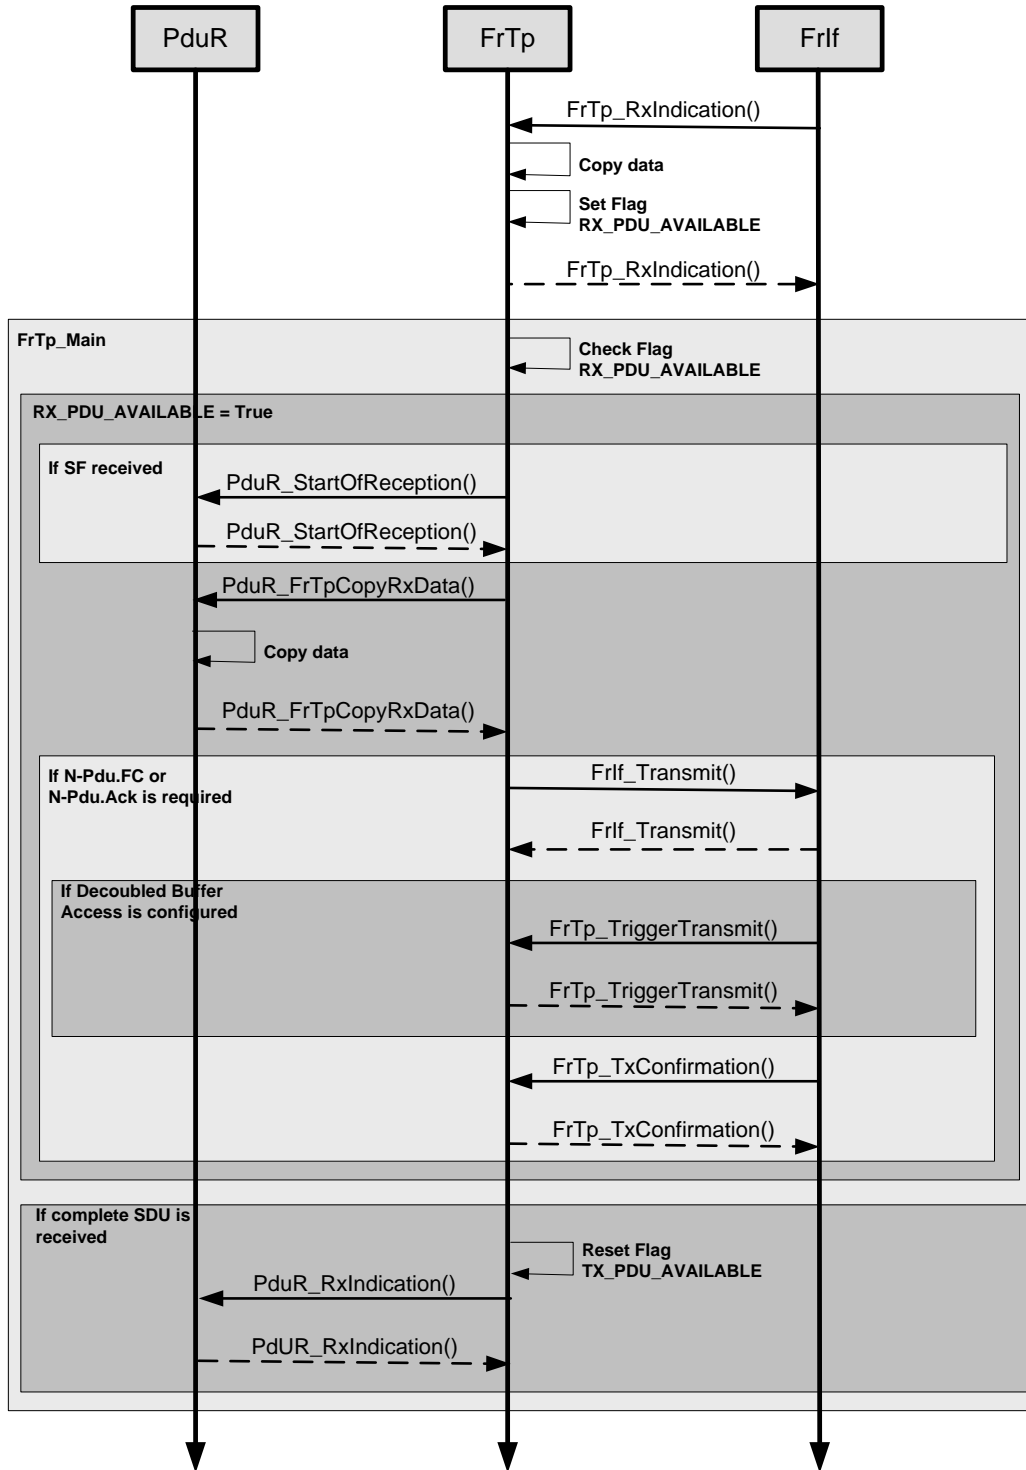 PduR
FrTp
FrIf
FrTp_RxIndication()
Copy data
Set Flag
RX_PDU_AVAILABLE
FrTp_RxIndication()
FrTp_Main
Check Flag
RX_PDU_AVAILABLE
RX_PDU_AVAILABLE = True
If SF received
PduR_StartOfReception()
PduR_StartOfReception()
PduR_FrTpCopyRxData()
Copy data
PduR_FrTpCopyRxData()
If N-Pdu.FC or
N-Pdu.Ack is required
FrIf_Transmit()
FrIf_Transmit()
If Decoubled Buffer
Access is configured
FrTp_TriggerTransmit()
FrTp_TriggerTransmit()
FrTp_TxConfirmation()
FrTp_TxConfirmation()
If complete SDU is
received
Reset Flag
TX_PDU_AVAILABLE
PduR_RxIndication()
PdUR_RxIndication()